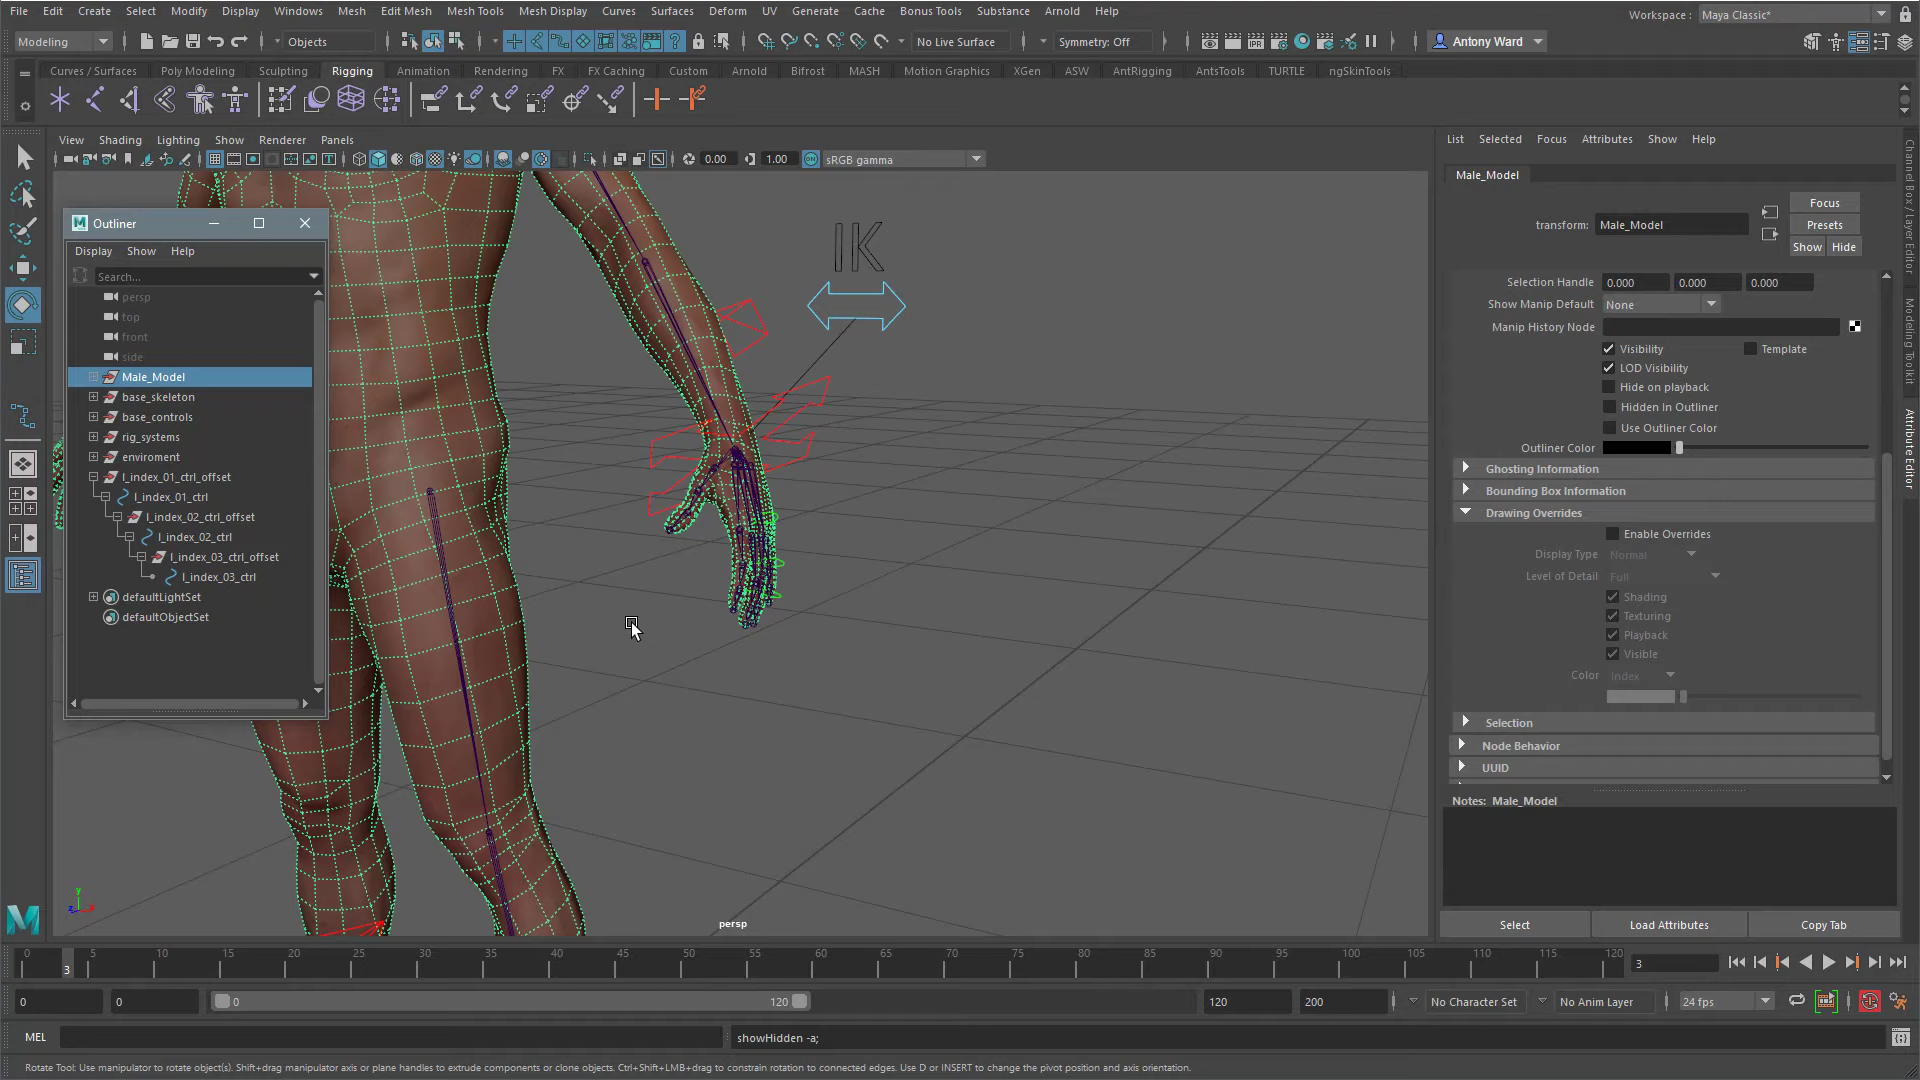 File Edit Create Select Modify Display Windows Mesh Edit Mesh Mesh Tools Mesh Display Curves Surfaces Deform UV Generate Cache Bonus Tools Substance Arnold Help
Workspace : Maya Classic*
Modeling Objects No Live Surface Symmetry: Off Antony Ward
Curves / Surfaces Poly Modeling Sculpting Rigging Animation Rendering FX FX Caching Custom Arnold Bifrost MASH Motion Graphics XGen ASW AntRigging AntsTools TURTLE ngSkinTools
View Shading Lighting Show Renderer Panels
0.00 1.00 sRGB gamma
Outliner
Display Show Help
Search...
persp
top
front
side
Male_Model
base_skeleton
base_controls
rig_systems
enviroment
l_index_01_ctrl_offset
l_index_01_ctrl
l_index_02_ctrl_offset
l_index_02_ctrl
l_index_03_ctrl_offset
l_index_03_ctrl
defaultLightSet
defaultObjectSet
IK
persp
y
z
x
List Selected Focus Attributes Show Help
Male_Model
Focus
transform: Male_Model
Presets
Show Hide
Selection Handle 0.000 0.000 0.000
Show Manip Default None
Manip History Node
Visibility Template
LOD Visibility
Hide on playback
Hidden In Outliner
Use Outliner Color
Outliner Color
Ghosting Information
Bounding Box Information
Drawing Overrides
Enable Overrides
Display Type Normal
Level of Detail Full
Shading
Texturing
Playback
Visible
Color Index
Selection
Node Behavior
UUID
Notes: Male_Model
Select Load Attributes Copy Tab
Channel Box / Layer Editor
Modeling Toolkit
Attribute Editor
0 5 10 15 20 25 30 35 40 45 50 55 60 65 70 75 80 85 90 95 100 105 110 115 120
3
3
0 0 0 120 120 200 No Character Set No Anim Layer 24 fps
MEL showHidden -a;
Rotate Tool: Use manipulator to rotate object(s). Shift+drag manipulator axis or plane handles to extrude components or clone objects. Ctrl+Shift+LMB+drag to constrain rotation to connected edges. Use D or INSERT to change the pivot position and axis orientation.